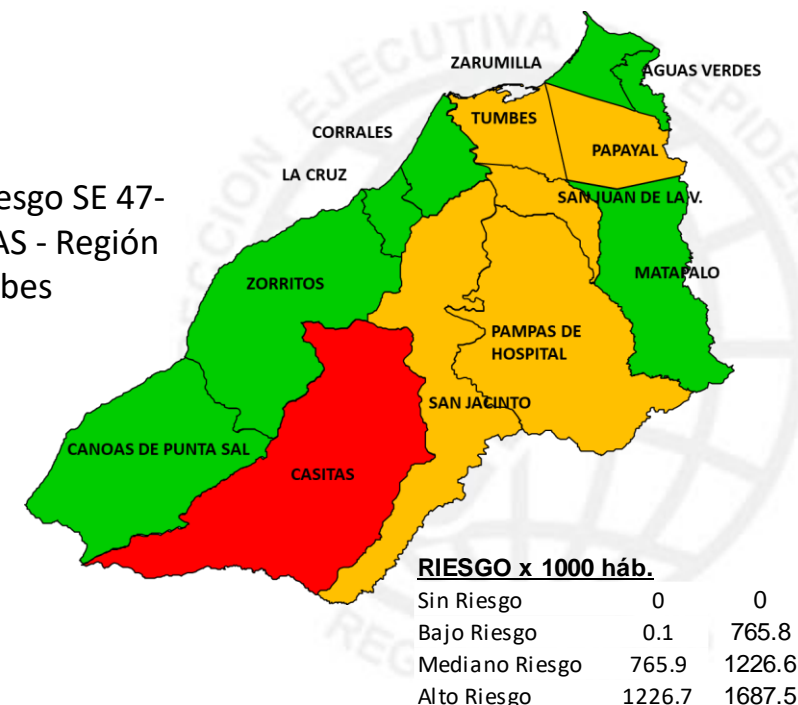 ZARUMILLA
AGUAS VERDES
TUMBES
CORRALES
PAPAYAL
LA CRUZ
esgo SE 47-
AS - Región
bes
SAN JUAN DE LA V.
ZORRITOS
MATAPALO
PAMPAS DE
HOSPITAL
SAN JACINTO
CANOAS DE PUNTA SAL
CASITAS
RIESGO x 1000 háb.
Sin Riesgo 0 0
Bajo Riesgo 0.1 765.8
Mediano Riesgo 765.9 1226.6
Alto Riesgo 1226.7 1687.5